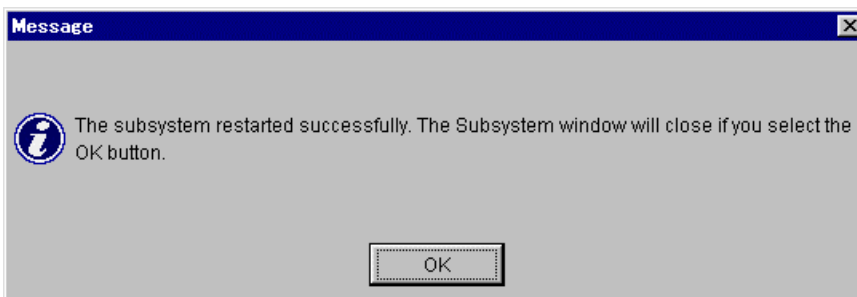 Message
The subsystem restarted successfully. The Subsystem window will close if you select the
OK button.
OK